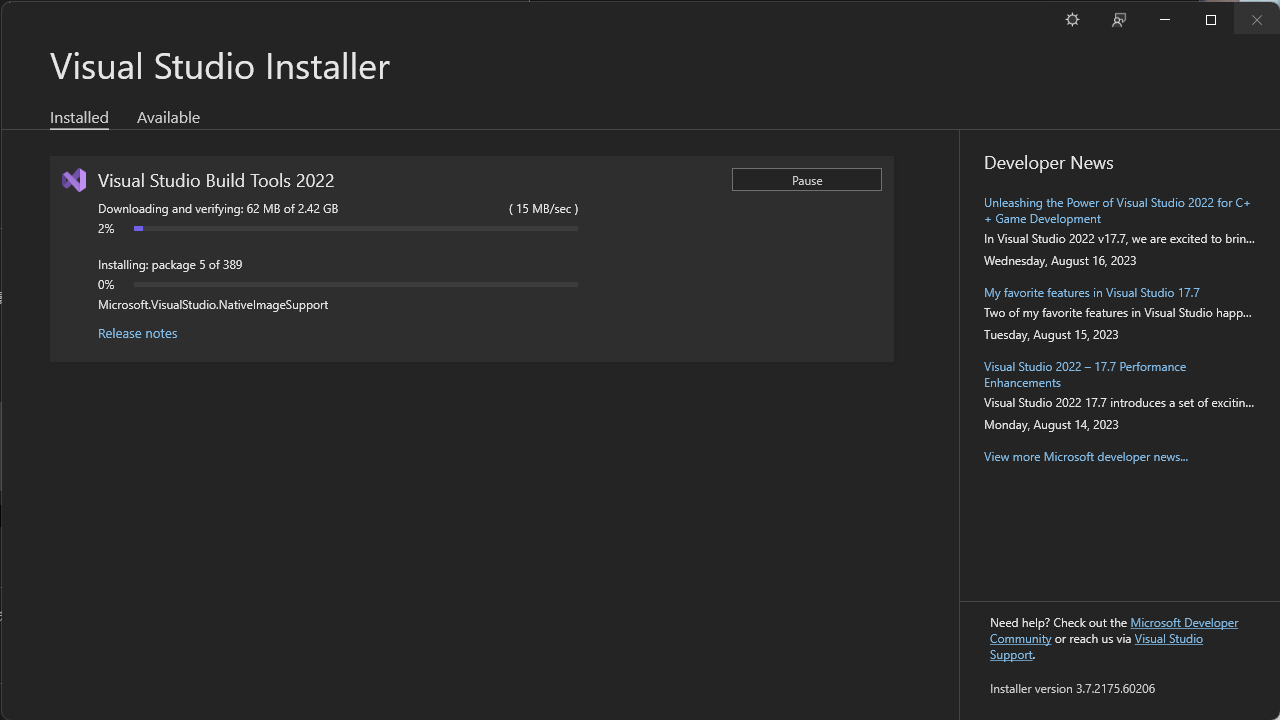 Visual Studio Installer
Installed Available
Visual Studio Build Tools 2022
Pause
Downloading and verifying: 62 MB of 2.42 GB ( 15 MB/sec )
2%
Installing: package 5 of 389
0%
Microsoft.VisualStudio.NativeImageSupport
Release notes
Developer News
Unleashing the Power of Visual Studio 2022 for C+
+ Game Development
In Visual Studio 2022 v17.7, we are excited to brin...
Wednesday, August 16, 2023
My favorite features in Visual Studio 17.7
Two of my favorite features in Visual Studio happ...
Tuesday, August 15, 2023
Visual Studio 2022 – 17.7 Performance
Enhancements
Visual Studio 2022 17.7 introduces a set of excitin...
Monday, August 14, 2023
View more Microsoft developer news...
Need help? Check out the Microsoft Developer
Community or reach us via Visual Studio
Support.
Installer version 3.7.2175.60206